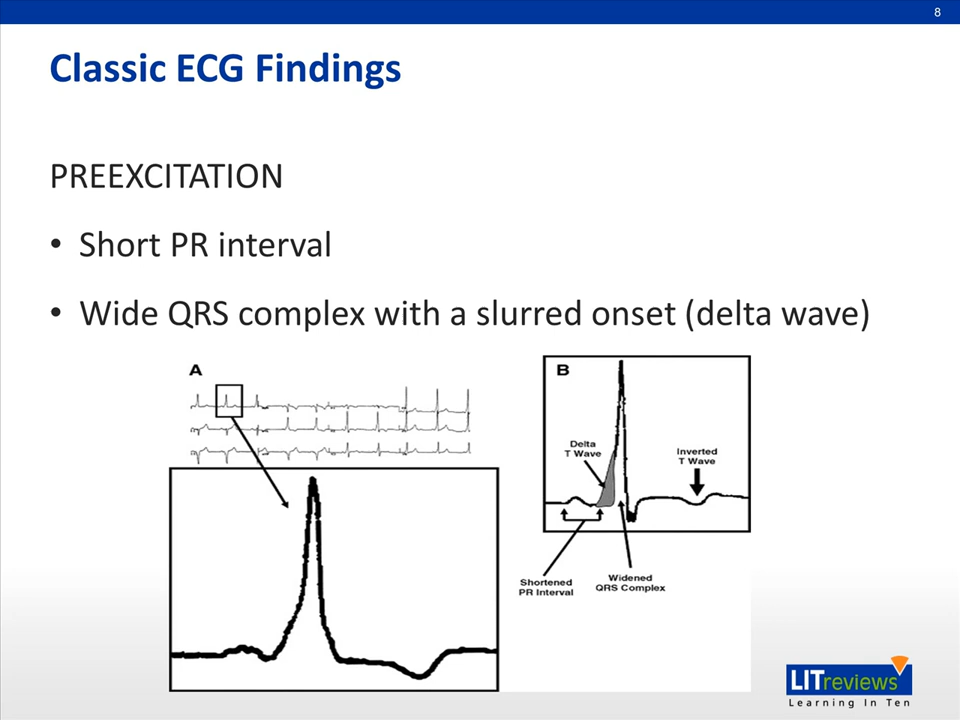 8
Classic ECG Findings
PREEXCITATION
• Short PR interval
• Wide QRS complex with a slurred onset (delta wave)
A
B
Delta
T Wave
Inverted
T Wave
Shortened
PR Interval
Widened
QRS Complex
LITreviews
Learning In Ten